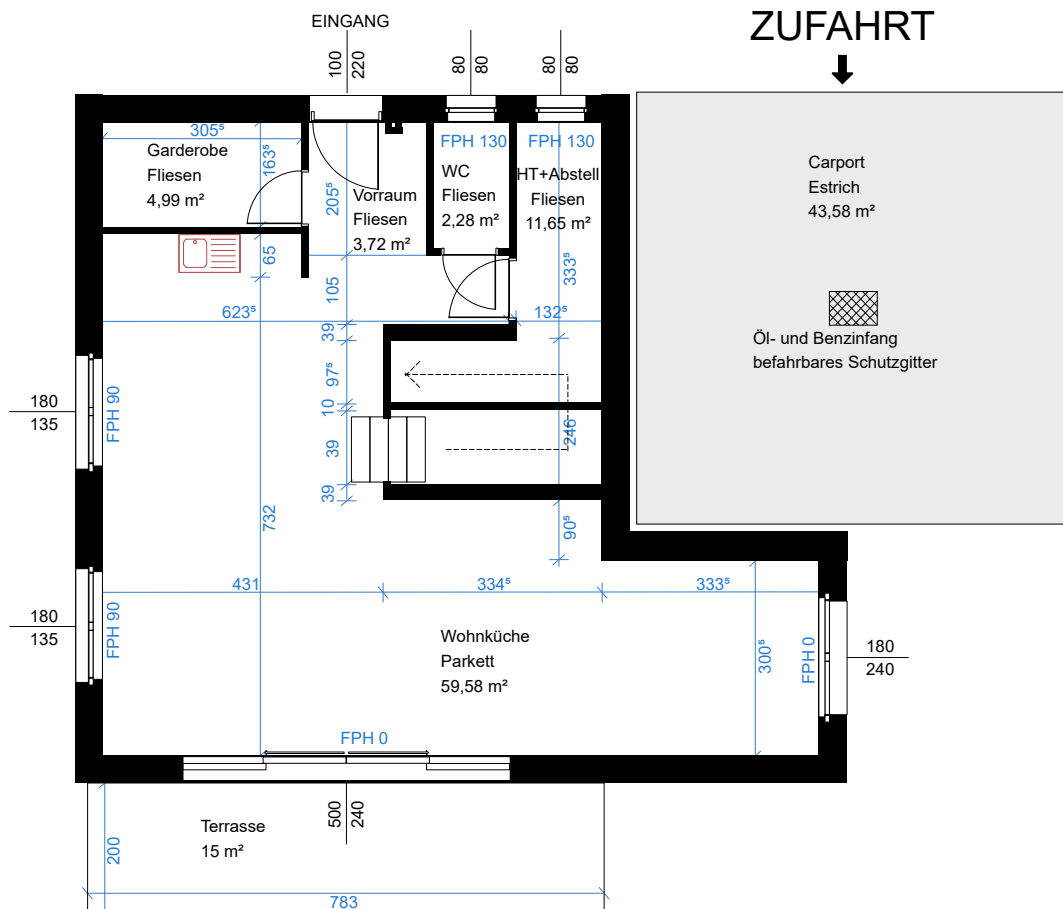 ZUFAHRT
EINGANG
100
220
80
80
80
80
305⁵
Garderobe
Fliesen
4,99 m²
163⁵
205⁵
Vorraum
Fliesen
3,72 m²
FPH 130
WC
Fliesen
2,28 m²
FPH 130
HT+Abstell
Fliesen
11,65 m²
Carport
Estrich
43,58 m²
65
105
333⁵
623⁵
132⁵
39
97⁵
10
39
39
246
Öl- und Benzinfang
befahrbares Schutzgitter
180
135
FPH 90
732
90⁵
431
334⁵
333⁵
180
135
FPH 90
Wohnküche
Parkett
59,58 m²
300⁵
FPH 0
180
240
FPH 0
500
240
Terrasse
15 m²
200
783